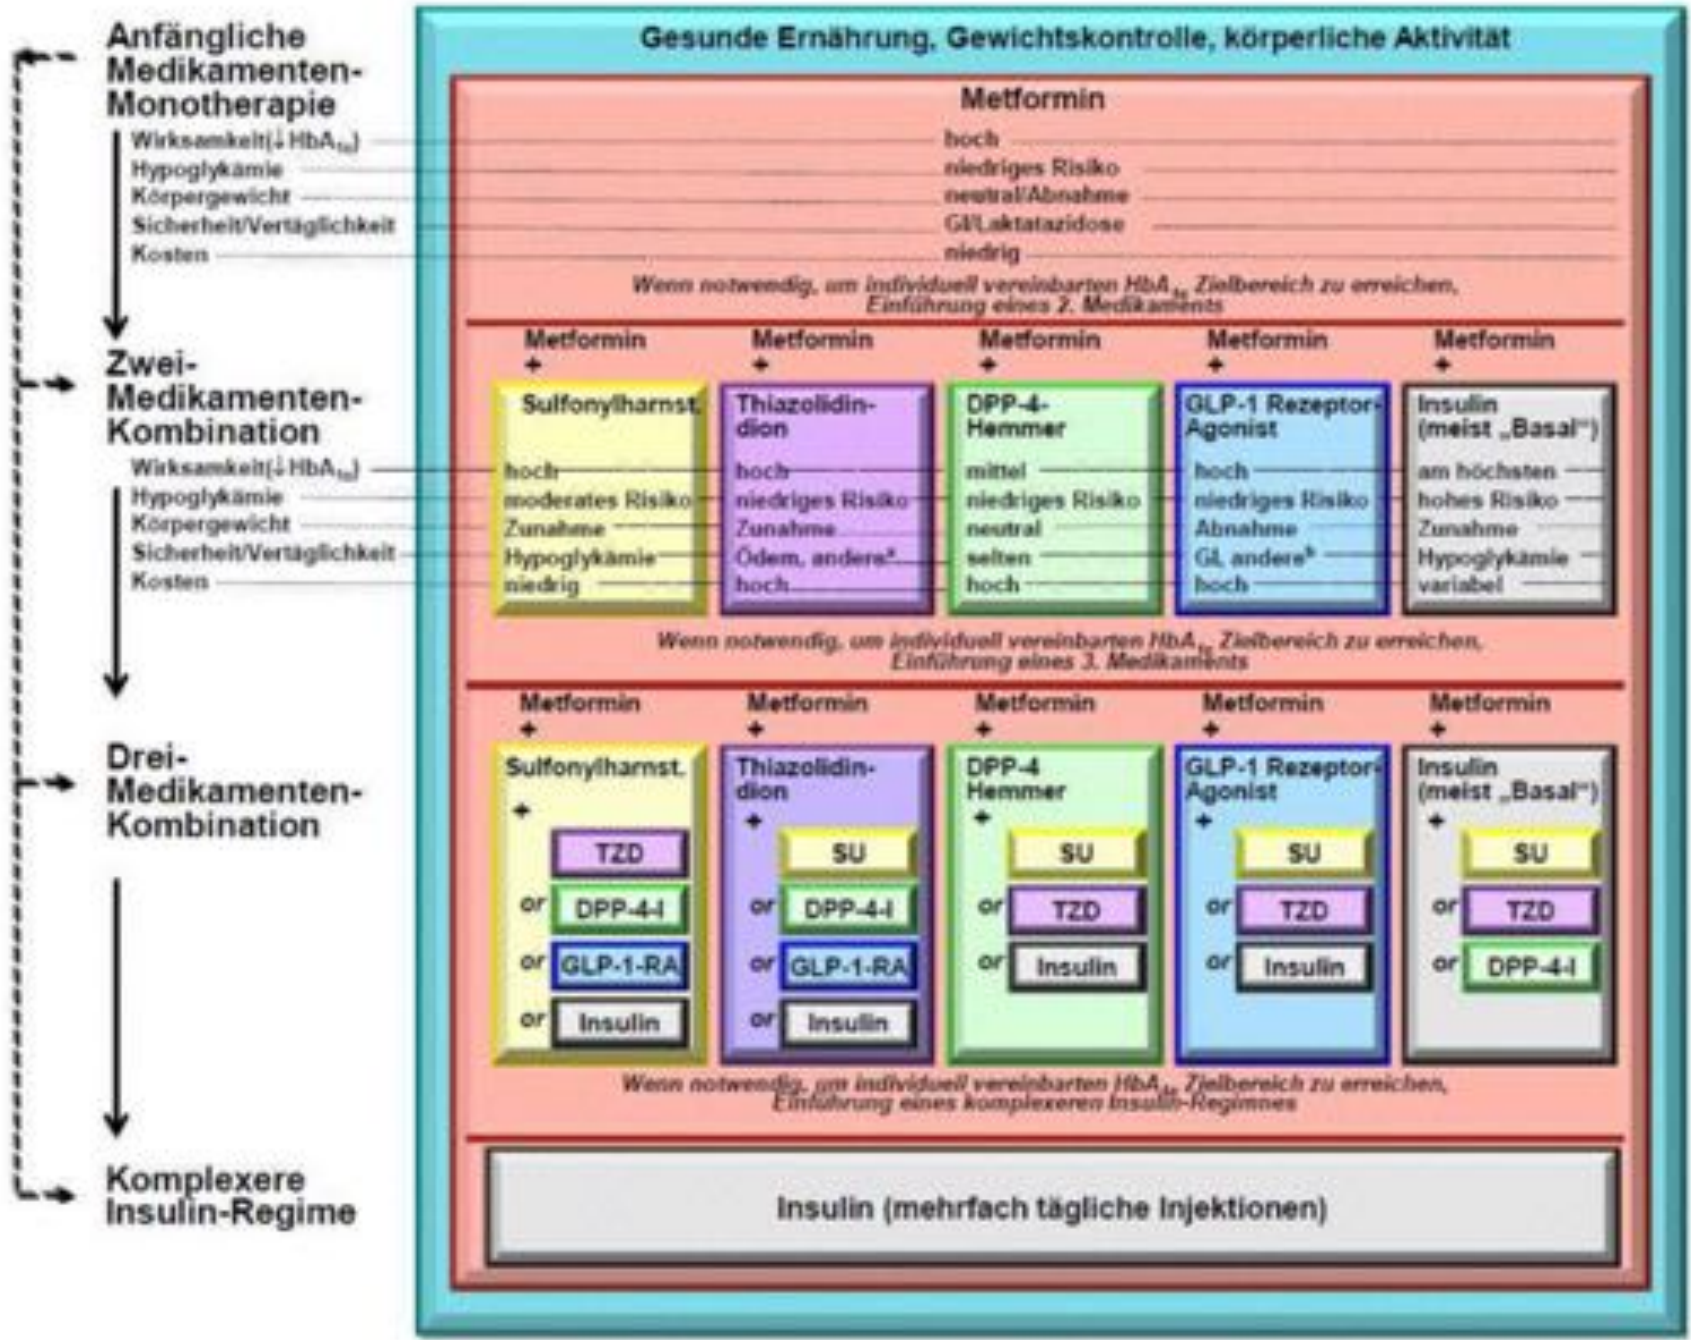 Gesunde Ernährung, Gewichtskontrolle, körperliche Aktivität
Anfängliche
Medikamenten-
Monotherapie
Metformin
Wirksamkeit(↓HbA1c) hoch
Hypoglykämie niedriges Risiko
Körpergewicht neutral/Abnahme
Sicherheit/Vertäglichkeit GI/Laktatazidose
Kosten niedrig
Wenn notwendig, um individuell vereinbarten HbA1c Zielbereich zu erreichen,
Einführung eines 2. Medikaments
Zwei-
Medikamenten-
Kombination
Metformin Metformin Metformin Metformin Metformin
+ + + + +
Sulfonylharnst. Thiazolidin- DPP-4- GLP-1 Rezeptor- Insulin
dion Hemmer Agonist (meist „Basal“)
Wirksamkeit(↓HbA1c) hoch hoch mittel hoch am höchsten
Hypoglykämie moderates Risiko niedriges Risiko niedriges Risiko niedriges Risiko hohes Risiko
Körpergewicht Zunahme Zunahme neutral Abnahme Zunahme
Sicherheit/Vertäglichkeit Hypoglykämie Ödem, andere a selten GI, andere b Hypoglykämie
Kosten niedrig hoch hoch hoch variabel
Wenn notwendig, um individuell vereinbarten HbA1c Zielbereich zu erreichen,
Einführung eines 3. Medikaments
Drei-
Medikamenten-
Kombination
Metformin Metformin Metformin Metformin Metformin
+ + + + +
Sulfonylharnst. Thiazolidin- DPP-4 GLP-1 Rezeptor- Insulin
dion Hemmer Agonist (meist „Basal“)
+ + + + +
TZD SU SU SU SU
or DPP-4-I or DPP-4-I or TZD or TZD or TZD
or GLP-1-RA or GLP-1-RA or Insulin or Insulin or DPP-4-I
or Insulin or Insulin
Wenn notwendig, um individuell vereinbarten HbA1c Zielbereich zu erreichen,
Einführung eines komplexeren Insulin-Regimnes
Komplexere
Insulin-Regime
Insulin (mehrfach tägliche Injektionen)